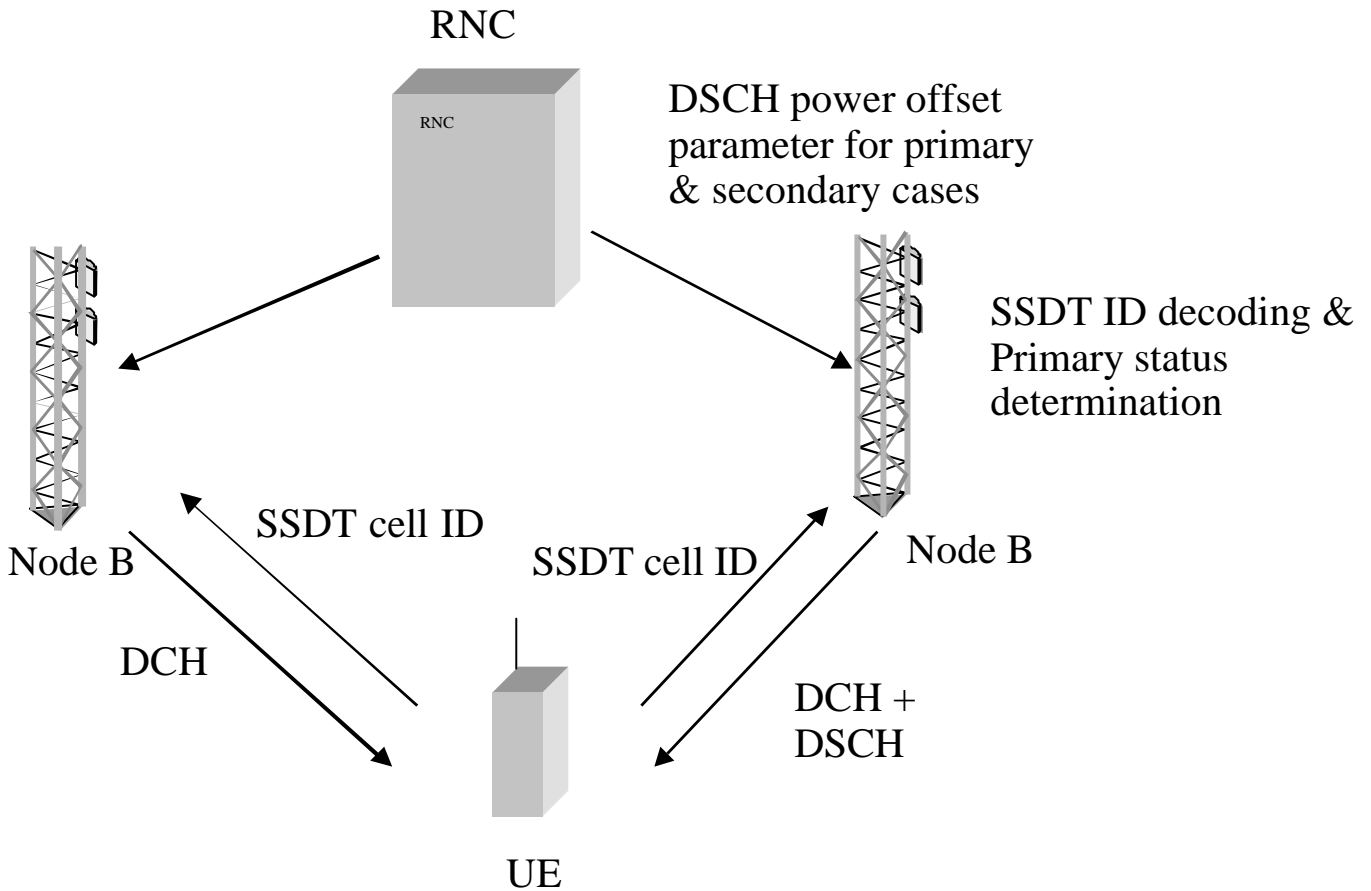 RNC
RNC
DSCH power offset
parameter for primary
& secondary cases
SSDT ID decoding &
Primary status
determination
SSDT cell ID
SSDT cell ID
Node B
Node B
DCH
DCH +
DSCH
UE